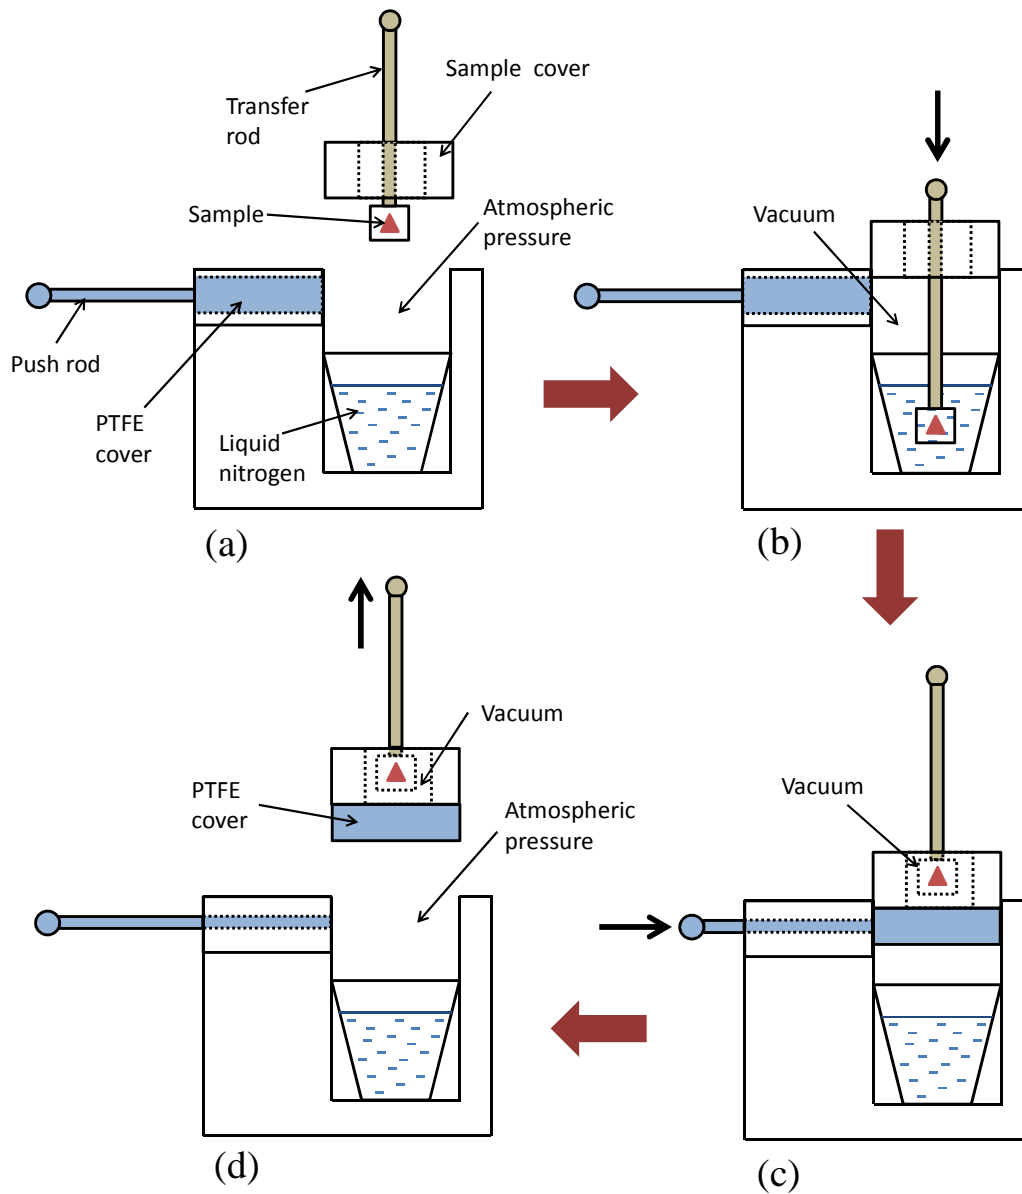 Sample cover
Transfer
rod
Sample
Atmospheric
pressure
Push rod
PTFE
cover
Liquid
nitrogen
(a)
Vacuum
(b)
Vacuum
PTFE
cover
Atmospheric
pressure
(d)
Vacuum
(c)